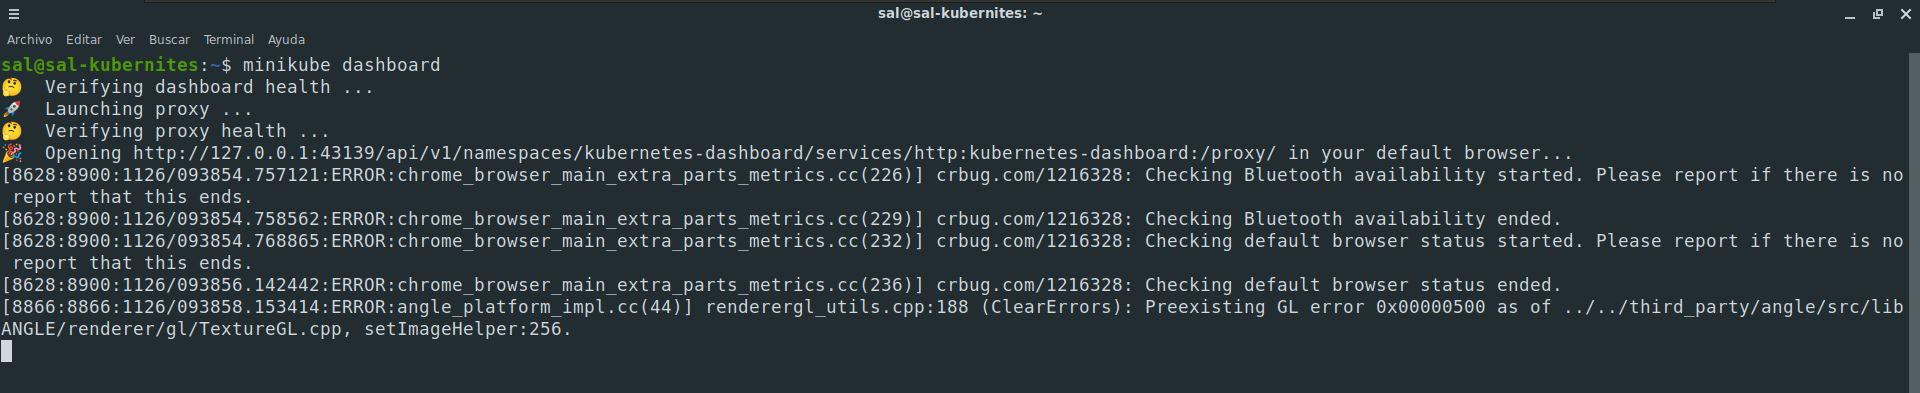 sal@sal-kubernites: ~
Archivo Editar Ver Buscar Terminal Ayuda
sal@sal-kubernites:~$ minikube dashboard
🤔 Verifying dashboard health ...
🚀 Launching proxy ...
🤔 Verifying proxy health ...
🎉 Opening http://127.0.0.1:43139/api/v1/namespaces/kubernetes-dashboard/services/http:kubernetes-dashboard:/proxy/ in your default browser...
[8628:8900:1126/093854.757121:ERROR:chrome_browser_main_extra_parts_metrics.cc(226)] crbug.com/1216328: Checking Bluetooth availability started. Please report if there is no
report that this ends.
[8628:8900:1126/093854.758562:ERROR:chrome_browser_main_extra_parts_metrics.cc(229)] crbug.com/1216328: Checking Bluetooth availability ended.
[8628:8900:1126/093854.768865:ERROR:chrome_browser_main_extra_parts_metrics.cc(232)] crbug.com/1216328: Checking default browser status started. Please report if there is no
report that this ends.
[8628:8900:1126/093856.142442:ERROR:chrome_browser_main_extra_parts_metrics.cc(236)] crbug.com/1216328: Checking default browser status ended.
[8866:8866:1126/093858.153414:ERROR:angle_platform_impl.cc(44)] renderergl_utils.cpp:188 (ClearErrors): Preexisting GL error 0x00000500 as of ../../third_party/angle/src/lib
ANGLE/renderer/gl/TextureGL.cpp, setImageHelper:256.